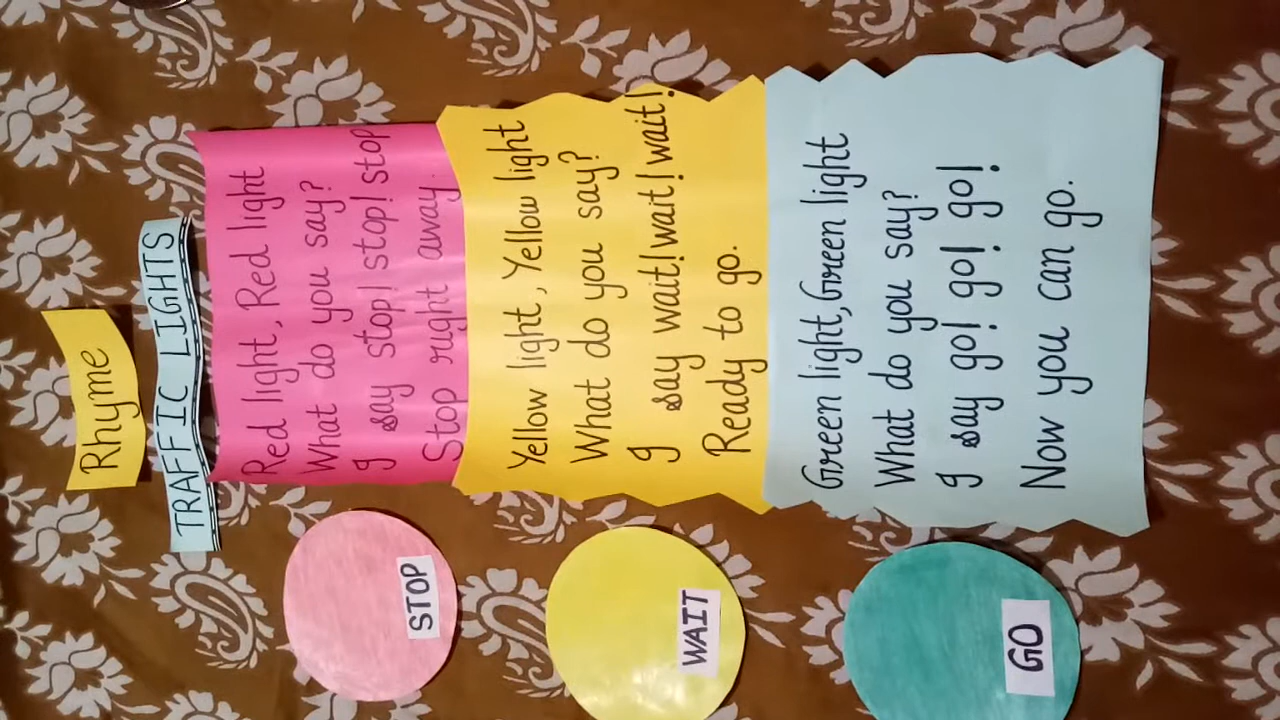 Rhyme
TRAFFIC LIGHTS
Red light, Red light
What do you say?
I say stop! stop! stop
Stop right away.
Yellow light, Yellow light
What do you say?
I say wait! wait! wait!
Ready to go.
Green light, Green light
What do you say?
I say go! go! go! go!
Now you can go.
STOP
WAIT
GO